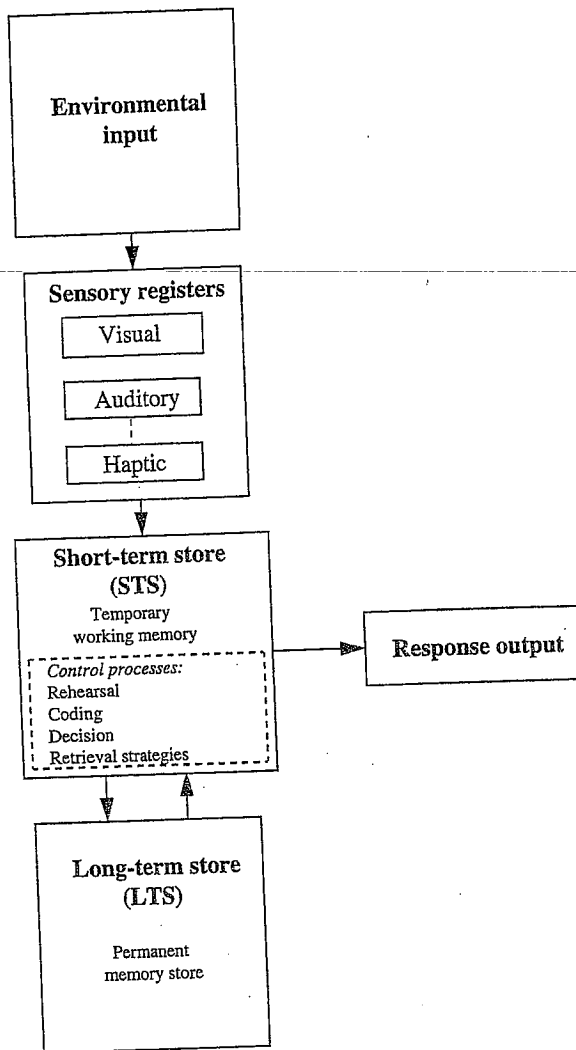 Environmental
input
Sensory registers
Visual
Auditory
Haptic
Short-term store
(STS)
Temporary
working memory
Control processes:
Rehearsal
Coding
Decision
Retrieval strategies
Response output
Long-term store
(LTS)
Permanent
memory store